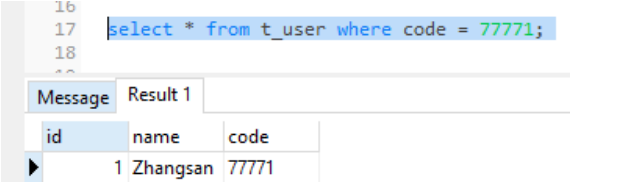 16
17 select * from t_user where code = 77771;
18
Message Result 1
id name code
1 Zhangsan 77771